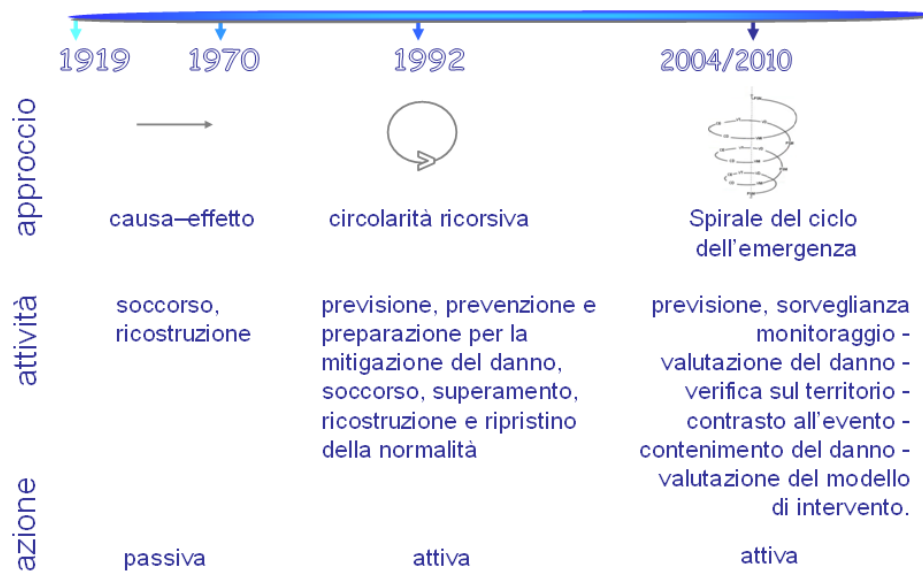 1919 1970 1992 2004/2010
approccio
causa–effetto
circolarità ricorsiva
Spirale del ciclo
dell'emergenza
attività
soccorso,
ricostruzione
previsione, prevenzione e
preparazione per la
mitigazione del danno,
soccorso, superamento,
ricostruzione e ripristino
della normalità
previsione, sorveglianza
monitoraggio -
valutazione del danno -
verifica sul territorio -
contrasto all'evento -
contenimento del danno -
valutazione del modello
di intervento.
azione
passiva
attiva
attiva